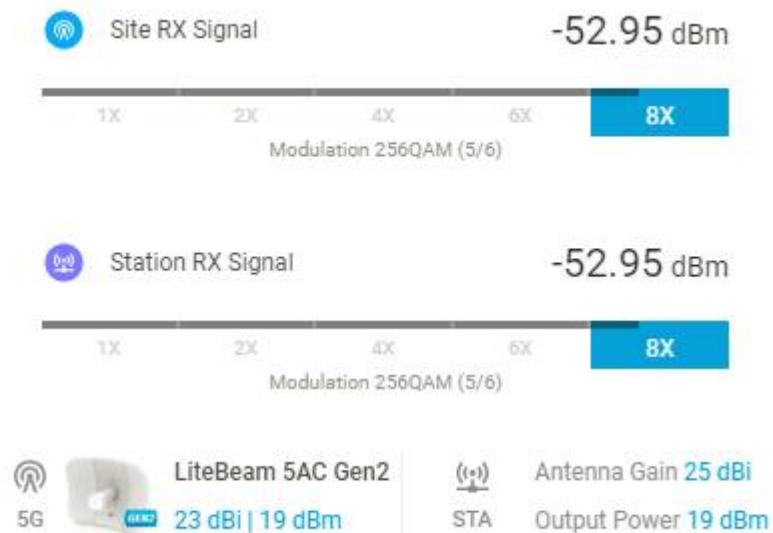 Site RX Signal -52.95 dBm
1X 2X 4X 6X 8X
Modulation 256QAM (5/6)
Station RX Signal -52.95 dBm
1X 2X 4X 6X 8X
Modulation 256QAM (5/6)
LiteBeam 5AC Gen2 Antenna Gain 25 dBi
5G GEN2 23 dBi | 19 dBm STA Output Power 19 dBm